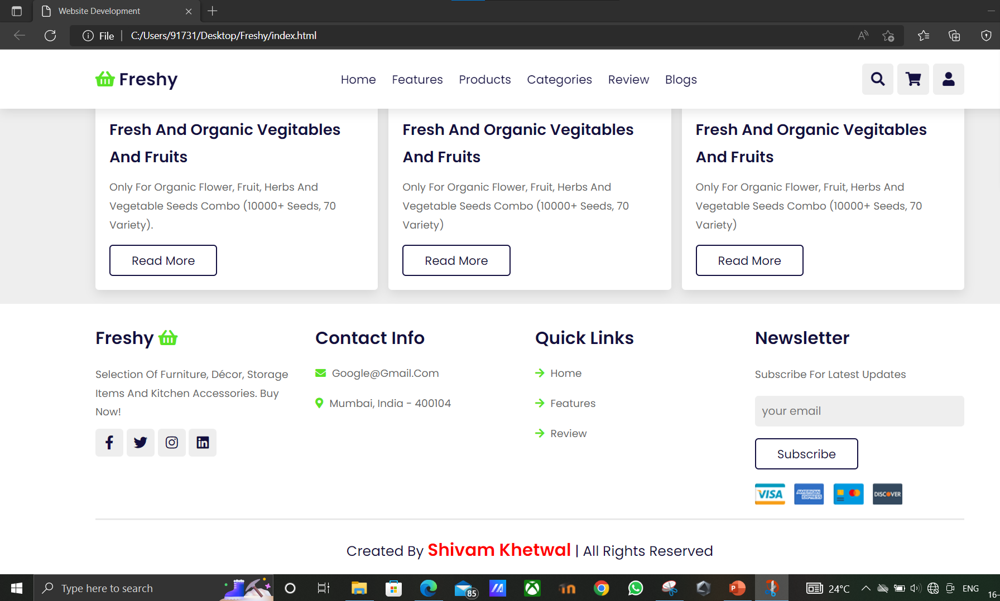 Website Development
File
C:/Users/91731/Desktop/Freshy/index.html
Freshy
Home Features Products Categories Review Blogs
Fresh And Organic Vegitables
And Fruits
Only For Organic Flower, Fruit, Herbs And
Vegetable Seeds Combo (10000+ Seeds, 70
Variety).
Read More
Fresh And Organic Vegitables
And Fruits
Only For Organic Flower, Fruit, Herbs And
Vegetable Seeds Combo (10000+ Seeds, 70
Variety)
Read More
Fresh And Organic Vegitables
And Fruits
Only For Organic Flower, Fruit, Herbs And
Vegetable Seeds Combo (10000+ Seeds, 70
Variety)
Read More
Freshy
Selection Of Furniture, Décor, Storage
Items And Kitchen Accessories. Buy
Now!
Contact Info
Google@Gmail.Com
Mumbai, India - 400104
Quick Links
Home
Features
Review
Newsletter
Subscribe For Latest Updates
your email
Subscribe
VISA
AMERICAN
EXPRESS
DISCOVER
Created By Shivam Khetwal | All Rights Reserved
Type here to search
85
24°C
ENG
16-